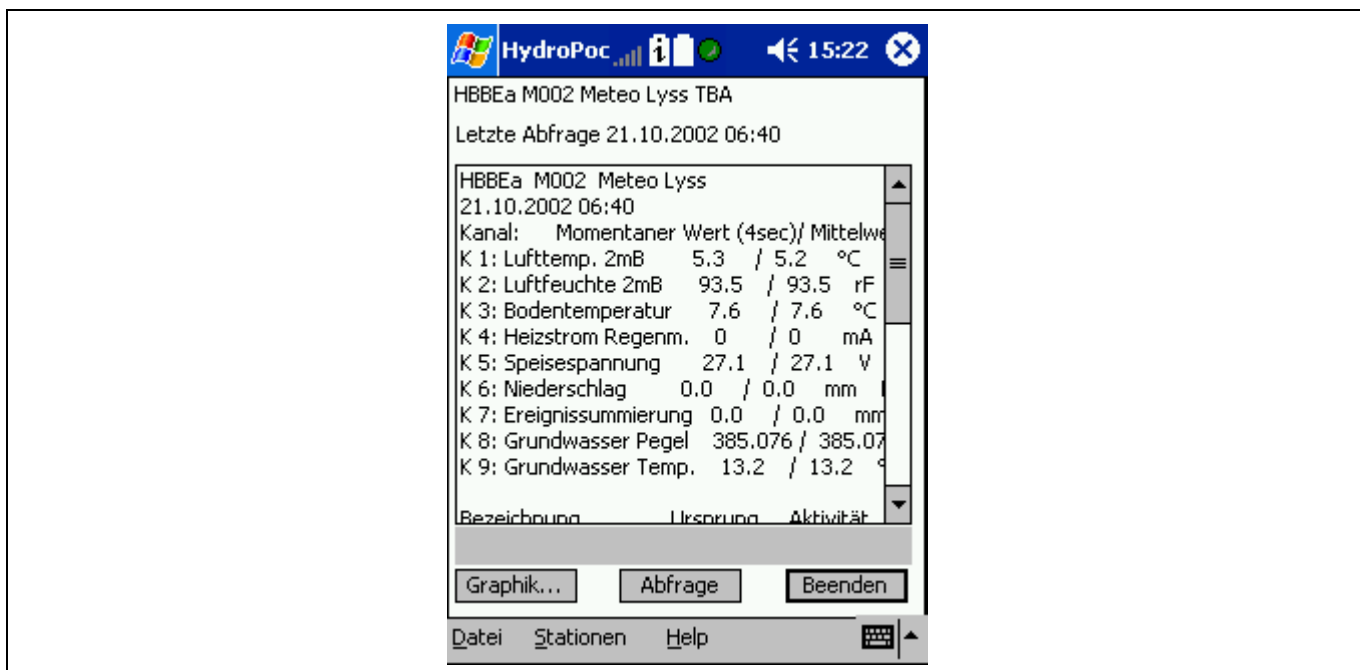 HydroPoc 15:22
HBBEa M002 Meteo Lyss TBA
Letzte Abfrage 21.10.2002 06:40
HBBEa M002 Meteo Lyss
21.10.2002 06:40
Kanal: Momentaner Wert (4sec)/ Mittelwe
K 1: Lufttemp. 2mB 5.3 / 5.2 °C
K 2: Luftfeuchte 2mB 93.5 / 93.5 rF
K 3: Bodentemperatur 7.6 / 7.6 °C
K 4: Heizstrom Regenm. 0 / 0 mA
K 5: Speisespannung 27.1 / 27.1 V
K 6: Niederschlag 0.0 / 0.0 mm
K 7: Ereignissummierung 0.0 / 0.0 mm
K 8: Grundwasser Pegel 385.076 / 385.07
K 9: Grundwasser Temp. 13.2 / 13.2 °
Bezeichnung Ursprung Aktivität
Graphik... Abfrage Beenden
Datei Stationen Help